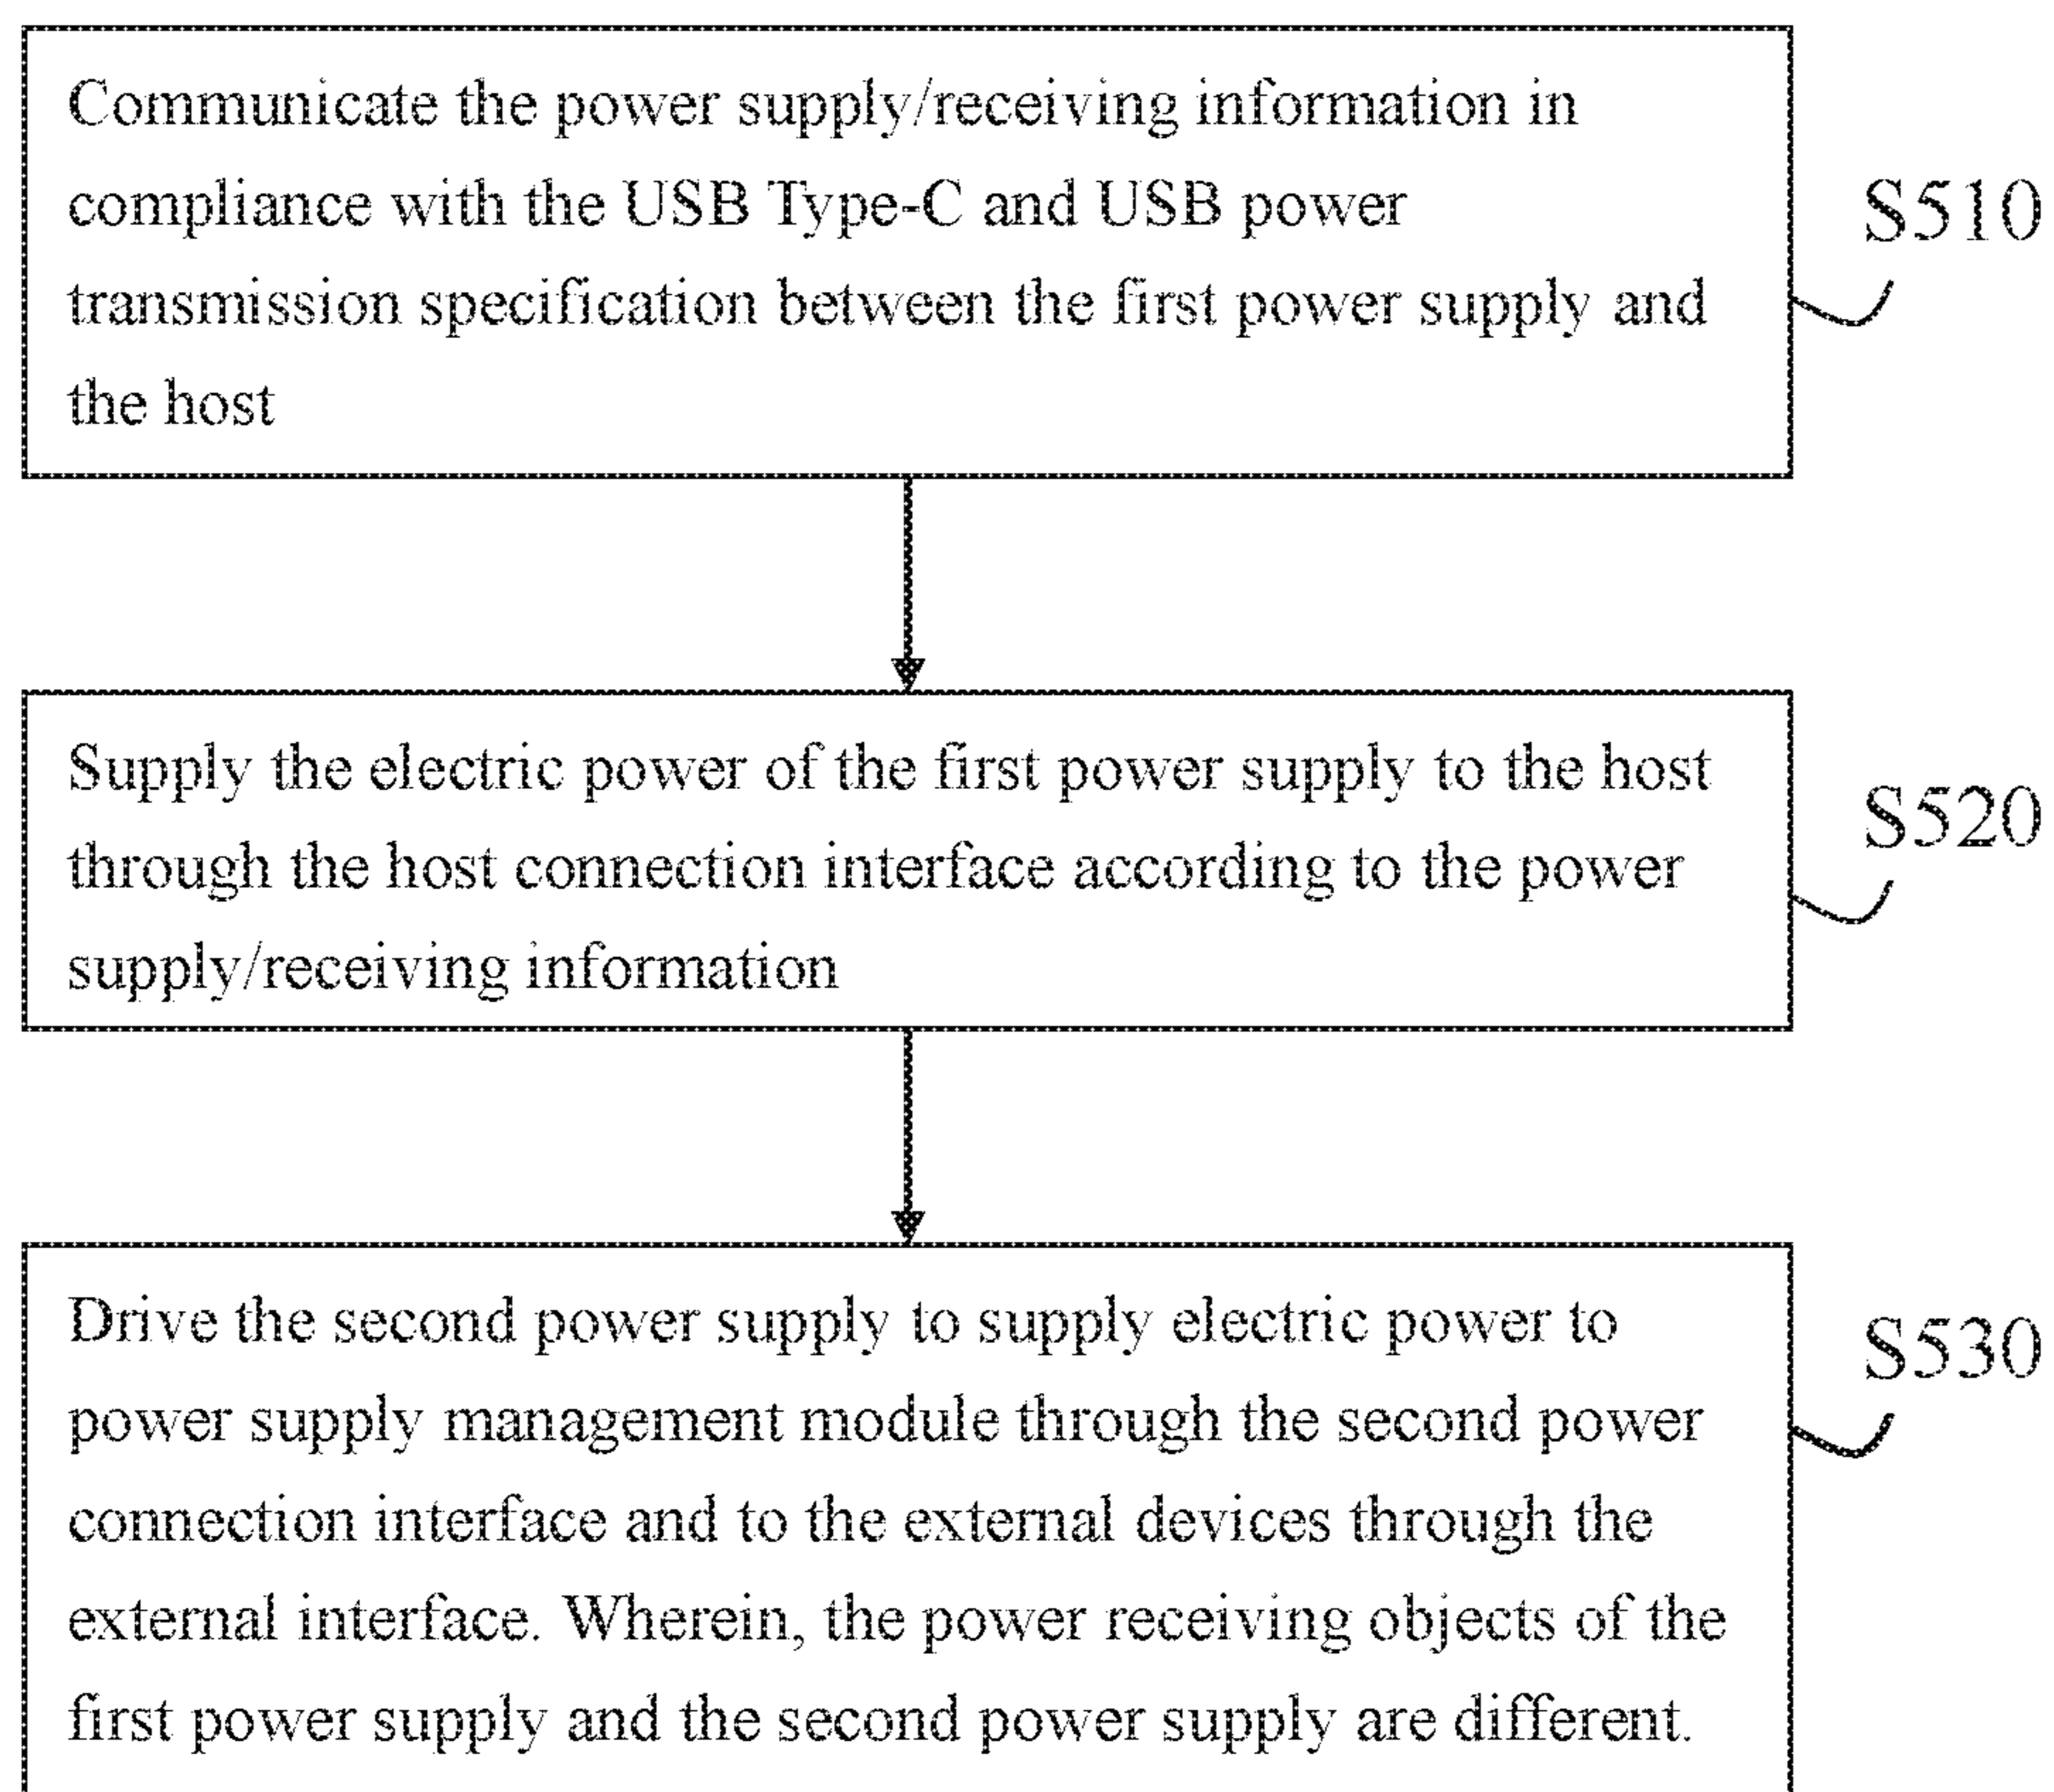 Communicate the power supply/receiving information in
compliance with the USB Type-C and USB power
transmission specification between the first power supply and
the host
S510
Supply the electric power of the first power supply to the host
through the host connection interface according to the power
supply/receiving information
S520
Drive the second power supply to supply electric power to
power supply management module through the second power
connection interface and to the external devices through the
external interface. Wherein, the power receiving objects of the
first power supply and the second power supply are different.
S530